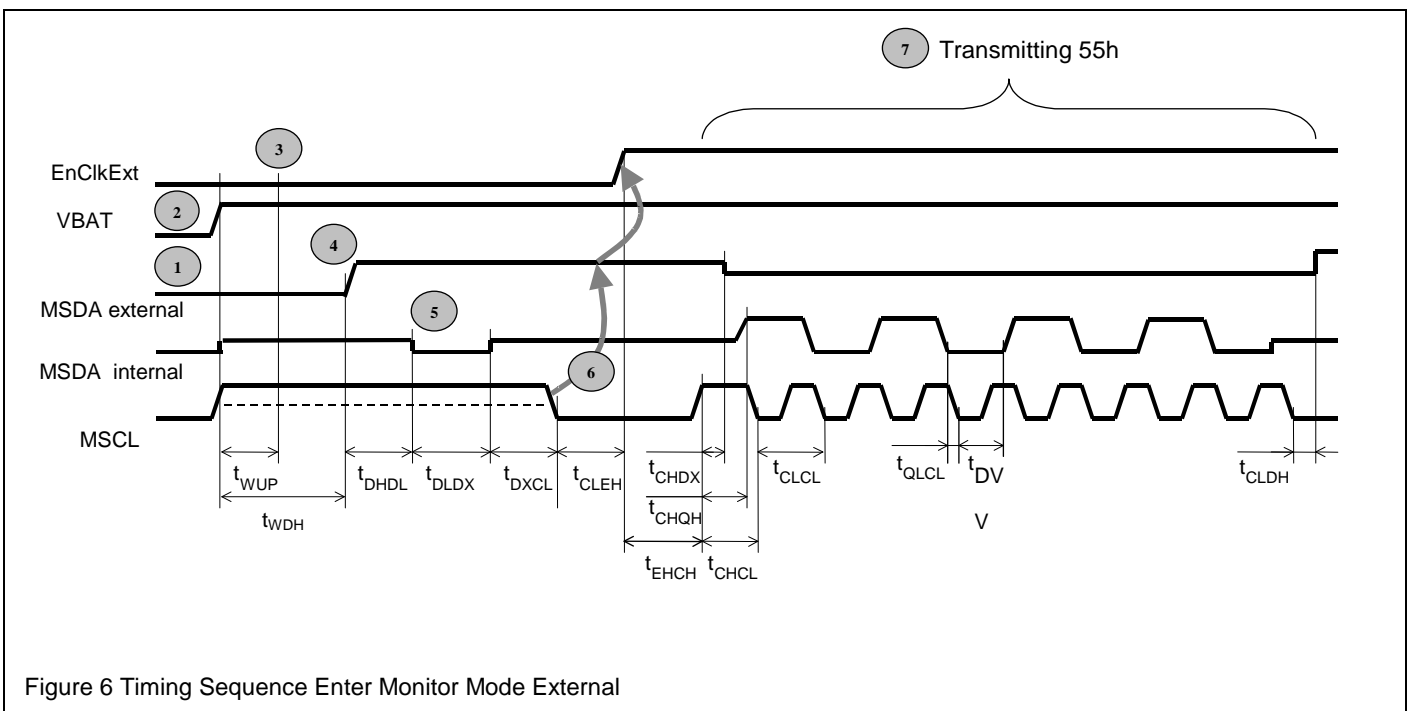 7 Transmitting 55h
3
EnClkExt
2
VBAT
4
1
5
MSDA external
6
MSDA internal
MSCL
tWUP tDHDL tDLDX tDXCL tCLEH tCHDX tCLCL tQLCL tDV tCLDH
tWDH tCHQH V
tEHCH tCHCL
Figure 6 Timing Sequence Enter Monitor Mode External